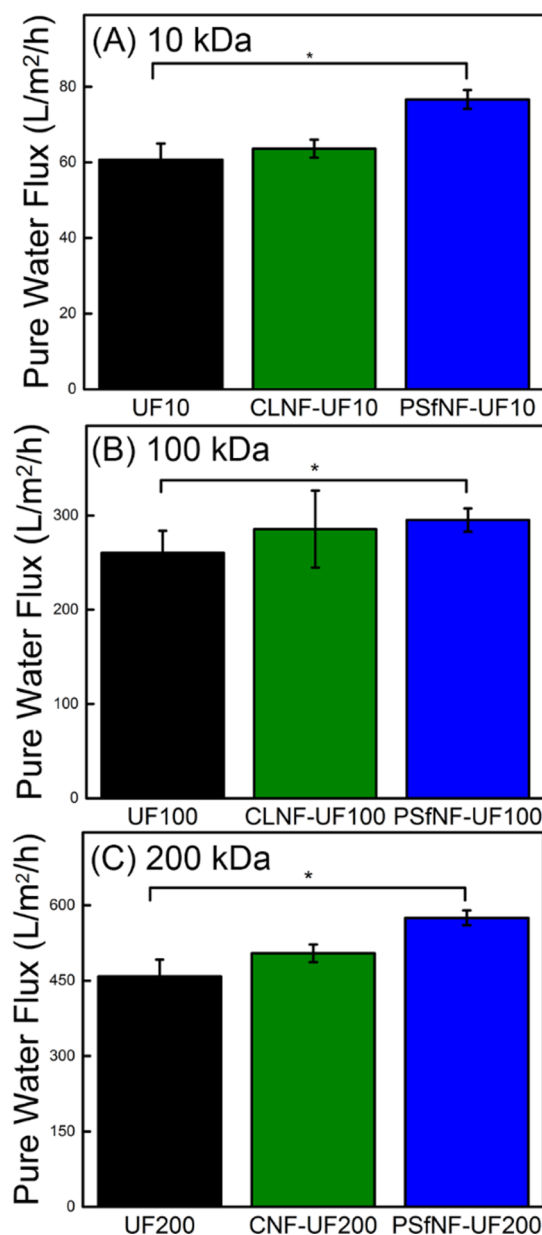 (A) 10 kDa
*
Pure Water Flux (L/m²/h)
80
60
40
20
0
UF10 CLNF-UF10 PSfNF-UF10
(B) 100 kDa
*
Pure Water Flux (L/m²/h)
300
200
100
0
UF100 CLNF-UF100 PSfNF-UF100
(C) 200 kDa
*
Pure Water Flux (L/m²/h)
600
450
300
150
0
UF200 CNF-UF200 PSfNF-UF200